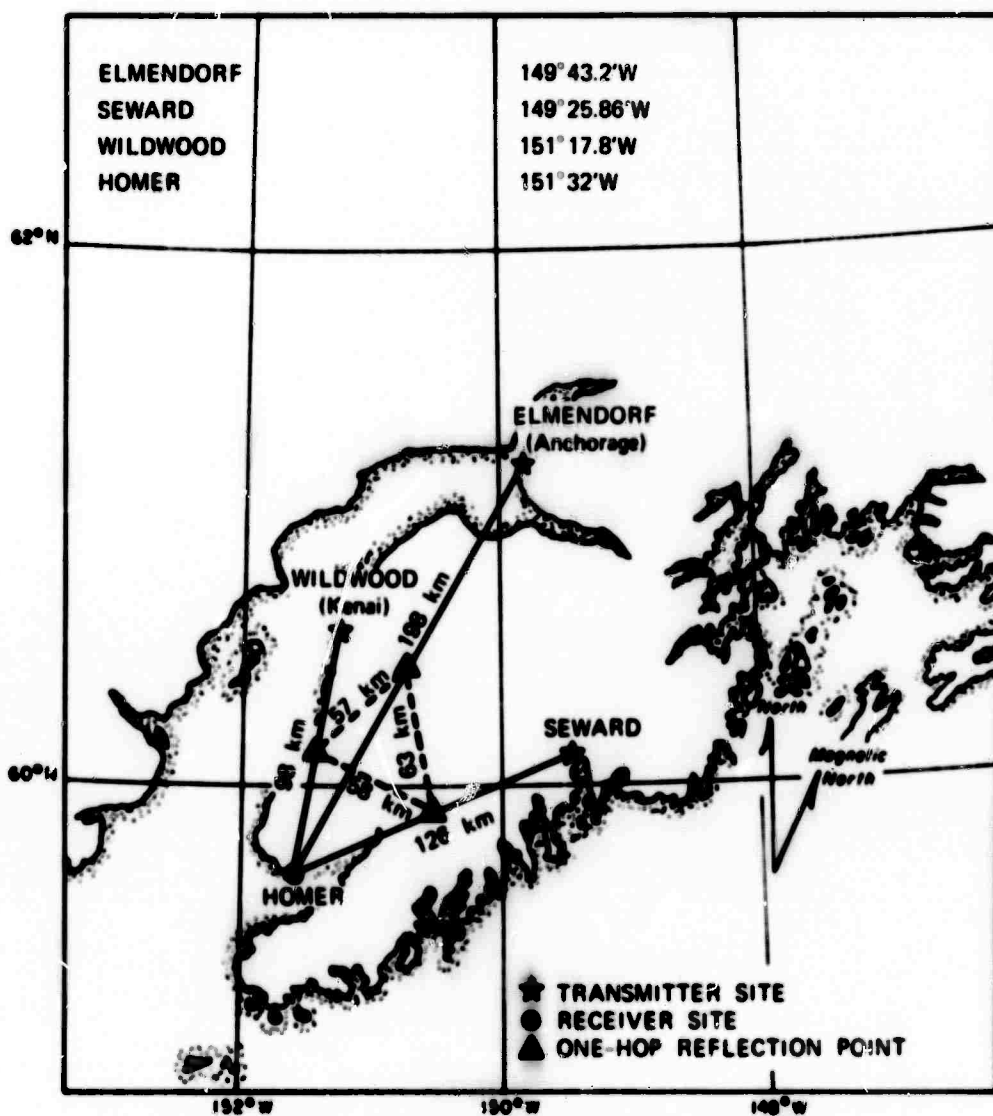 ELMENDORF 149°43.2'W
SEWARD 149°25.86'W
WILDWOOD 151°17.8'W
HOMER 151°32'W
62°N
ELMENDORF
(Anchorage)
WILDWOOD
(Kenai)
188 km
57 km
63 km
SEWARD
98 km
60°N
58 km
126 km
HOMER
North
Magnetic
North
TRANSMITTER SITE
RECEIVER SITE
ONE-HOP REFLECTION POINT
152°W 150°W 148°W